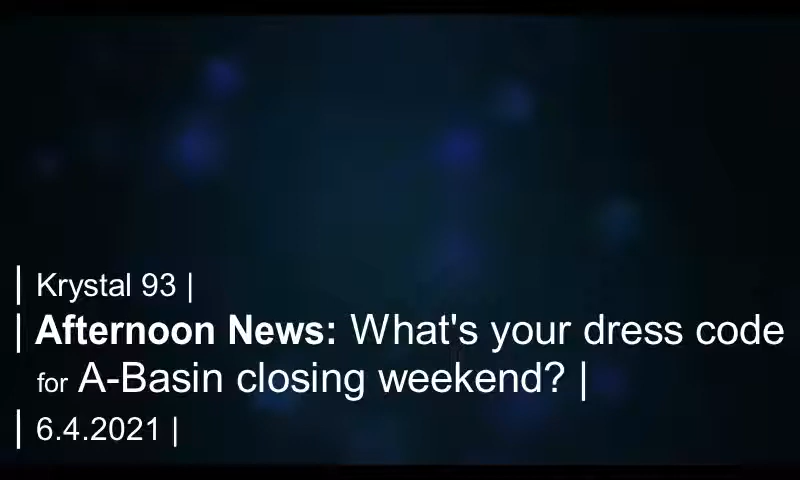 | Krystal 93 |
| Afternoon News: What's your dress code
for A-Basin closing weekend? |
| 6.4.2021 |